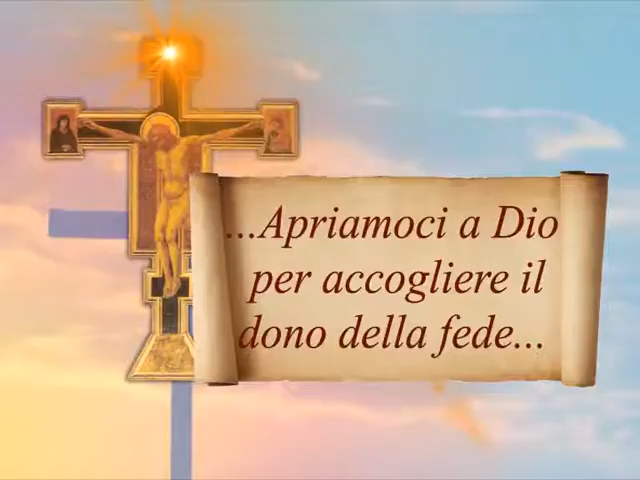 ...Apriamoci a Dio
per accogliere il
dono della fede...